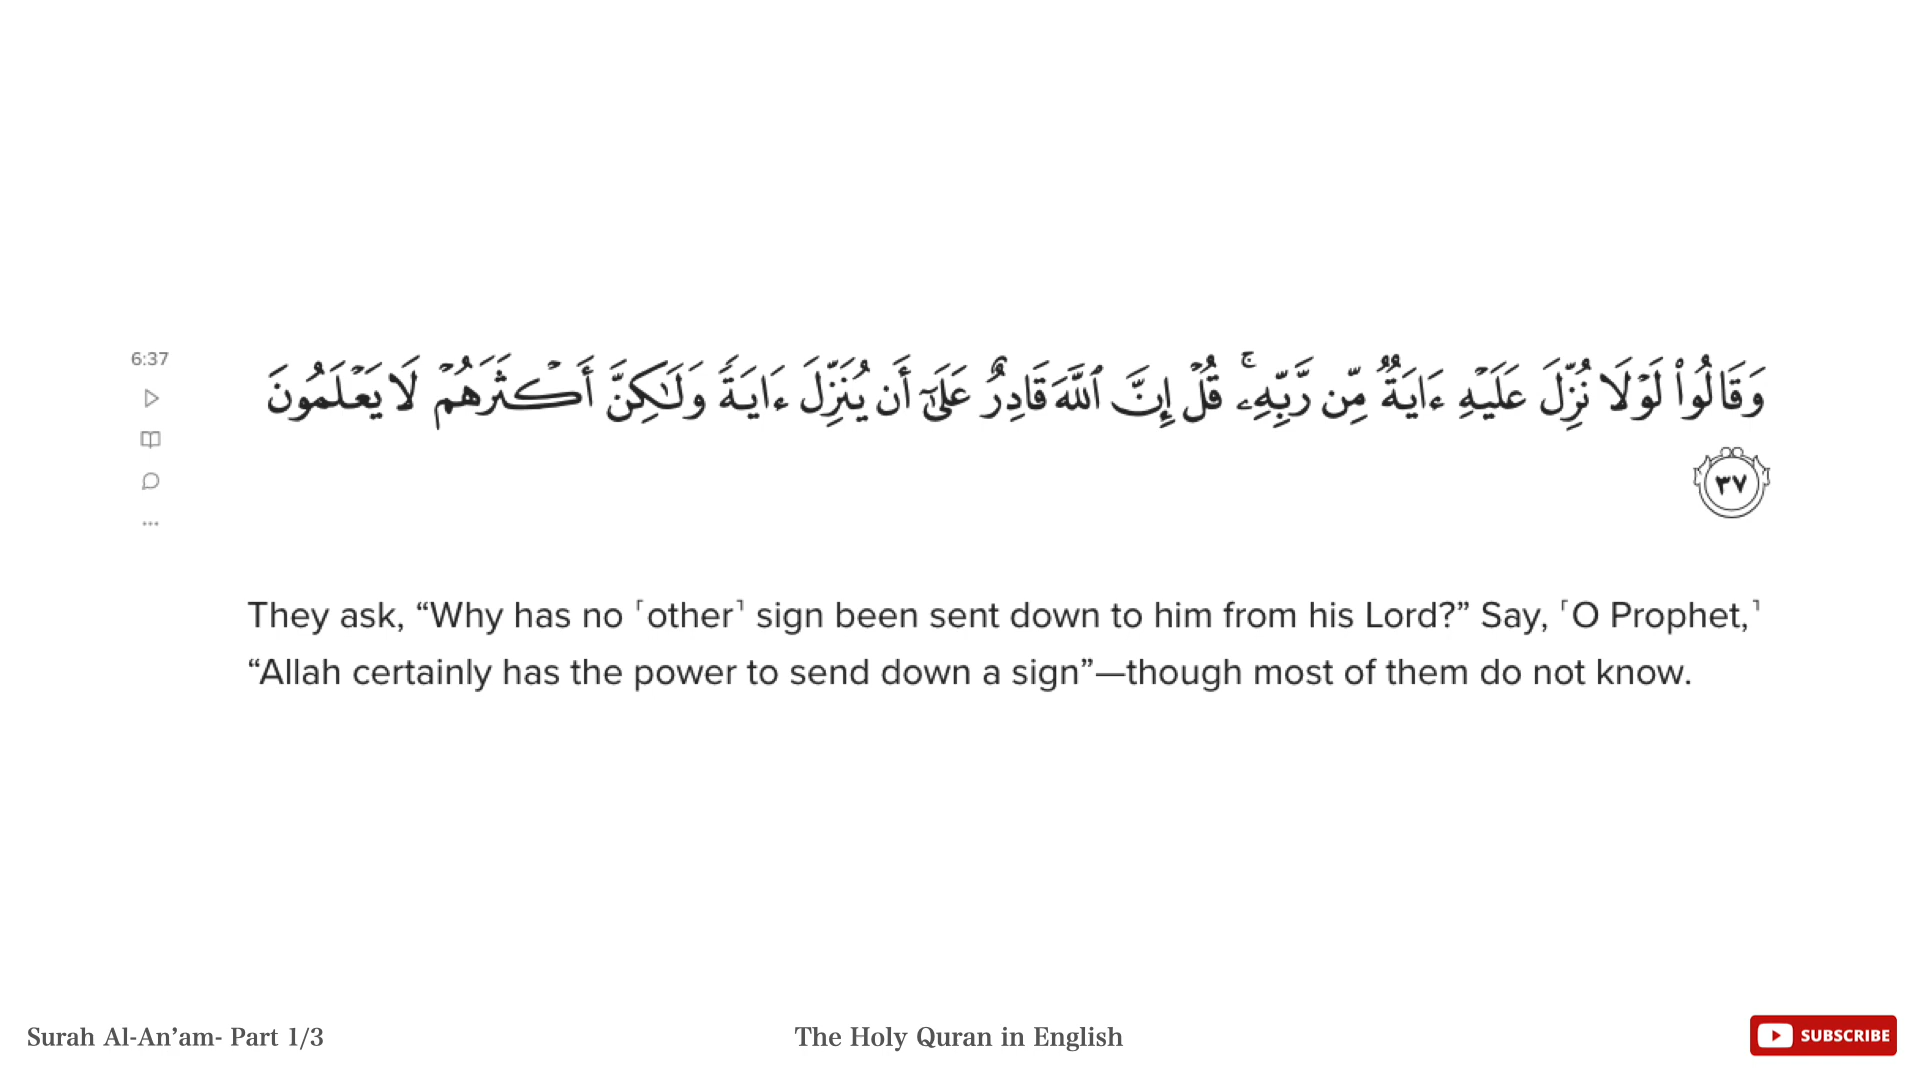 6:37
وَقَالُوا۟ لَوْلَا نُزِّلَ عَلَيْهِ ءَايَةٌ مِّن رَّبِّهِۦ ۚ قُلْ إِنَّ ٱللَّهَ قَادِرٌ عَلَىٰٓ أَن يُنَزِّلَ ءَايَةً وَلَـٰكِنَّ أَكْثَرَهُمْ لَا يَعْلَمُونَ
٣٧
They ask, “Why has no ˹other˺ sign been sent down to him from his Lord?” Say, ˹O Prophet,˺
“Allah certainly has the power to send down a sign”—though most of them do not know.
Surah Al-An’am- Part 1/3
The Holy Quran in English
SUBSCRIBE